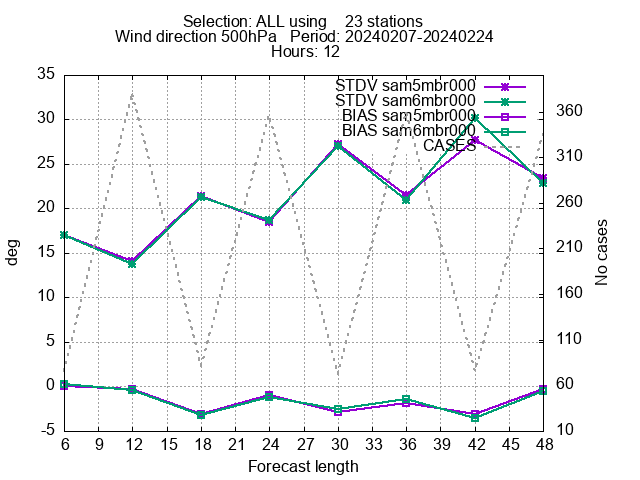 Selection: ALL using    23 stations
Wind direction 500hPa   Period: 20240207-20240224
Hours: 12
STDV sam5mbr000
STDV sam6mbr000
BIAS sam5mbr000
BIAS sam6mbr000
CASES
35
30
25
20
15
10
5
0
-5
deg
360
310
260
210
160
110
60
10
No cases
6 9 12 15 18 21 24 27 30 33 36 39 42 45 48
Forecast length